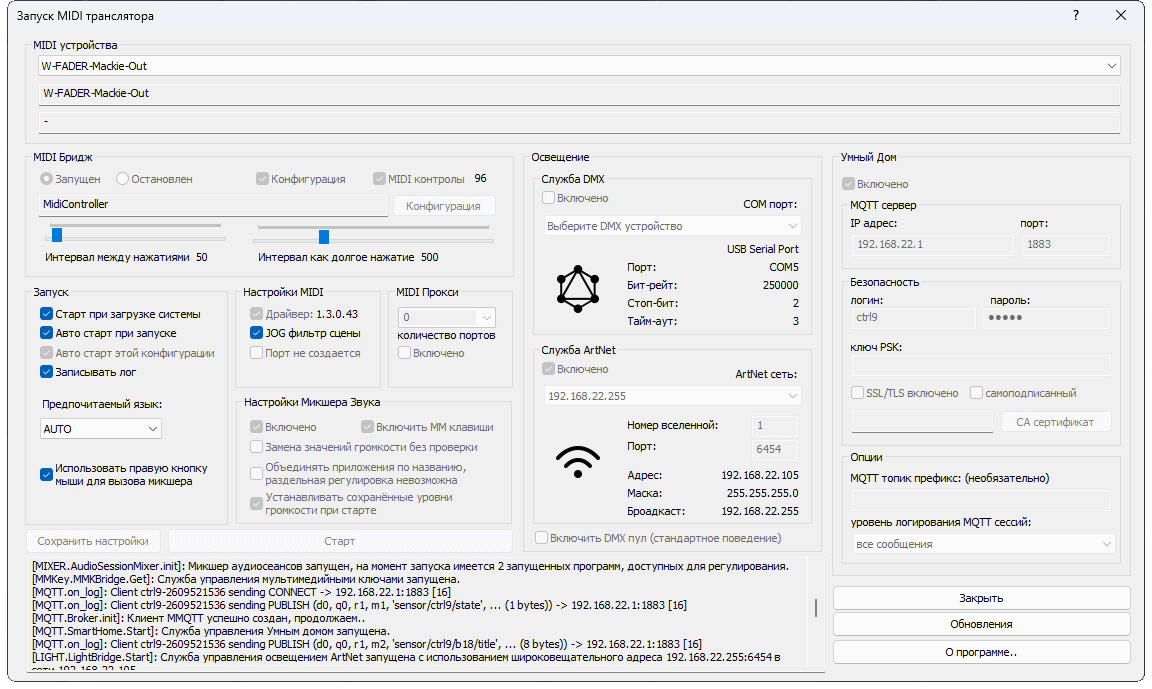 Запуск MIDI транслятора
?
MIDI устройства
W-FADER-Mackie-Out
W-FADER-Mackie-Out
-
MIDI Бридж
Запущен
Остановлен
Конфигурация
MIDI контролы 96
MidiController
Конфигурация
Интервал между нажатиями 50
Интервал как долгое нажатие 500
Запуск
Старт при загрузке системы
Авто старт при запуске
Авто старт этой конфигурации
Записывать лог
Предпочитаемый язык:
AUTO
Использовать правую кнопку
мыши для вызова микшера
Настройки MIDI
Драйвер: 1.3.0.43
JOG фильтр сцены
Порт не создается
MIDI Прокси
0
количество портов
Включено
Настройки Микшера Звука
Включено
Включить ММ клавиши
Замена значений громкости без проверки
Объединять приложения по названию,
раздельная регулировка невозможна
Устанавливать сохранённые уровни
громкости при старте
Сохранить настройки
Старт
Освещение
Служба DMX
Включено
COM порт:
Выберите DMX устройство
USB Serial Port
Порт: COM5
Бит-рейт: 250000
Стоп-бит: 2
Тайм-аут: 3
Служба ArtNet
Включено
ArtNet сеть:
192.168.22.255
Номер вселенной: 1
Порт: 6454
Адрес: 192.168.22.105
Маска: 255.255.255.0
Броадкаст: 192.168.22.255
Включить DMX пул (стандартное поведение)
Умный Дом
Включено
MQTT сервер
IP адрес: порт:
192.168.22.1 1883
Безопасность
логин: пароль:
ctrl9 •••••
ключ PSK:
SSL/TLS включено
самоподписанный
CA сертификат
Опции
MQTT топик префикс: (необязательно)
уровень логирования MQTT сессий:
все сообщения
[MIXER.AudioSessionMixer.init]: Микшер аудиосеансов запущен, на момент запуска имеется 2 запущенных программ, доступных для регулирования.
[MMKey.MMKBridge.Get]: Служба управления мультимедийными ключами запущена.
[MQTT.on_log]: Client ctrl9-2609521536 sending CONNECT -> 192.168.22.1:1883 [16]
[MQTT.on_log]: Client ctrl9-2609521536 sending PUBLISH (d0, q0, r1, m1, 'sensor/ctrl9/state', ... (1 bytes)) -> 192.168.22.1:1883 [16]
[MQTT.Broker.init]: Клиент MMQTT успешно создан, продолжаем..
[MQTT.SmartHome.Start]: Служба управления Умным домом запущена.
[MQTT.on_log]: Client ctrl9-2609521536 sending PUBLISH (d0, q0, r1, m2, 'sensor/ctrl9/b18/title', ... (8 bytes)) -> 192.168.22.1:1883 [16]
[LIGHT.LightBridge.Start]: Служба управления освещением ArtNet запущена с использованием широковещательного адреса 192.168.22.255:6454 в
сети 192.168.22.105
Закрыть
Обновления
О программе..